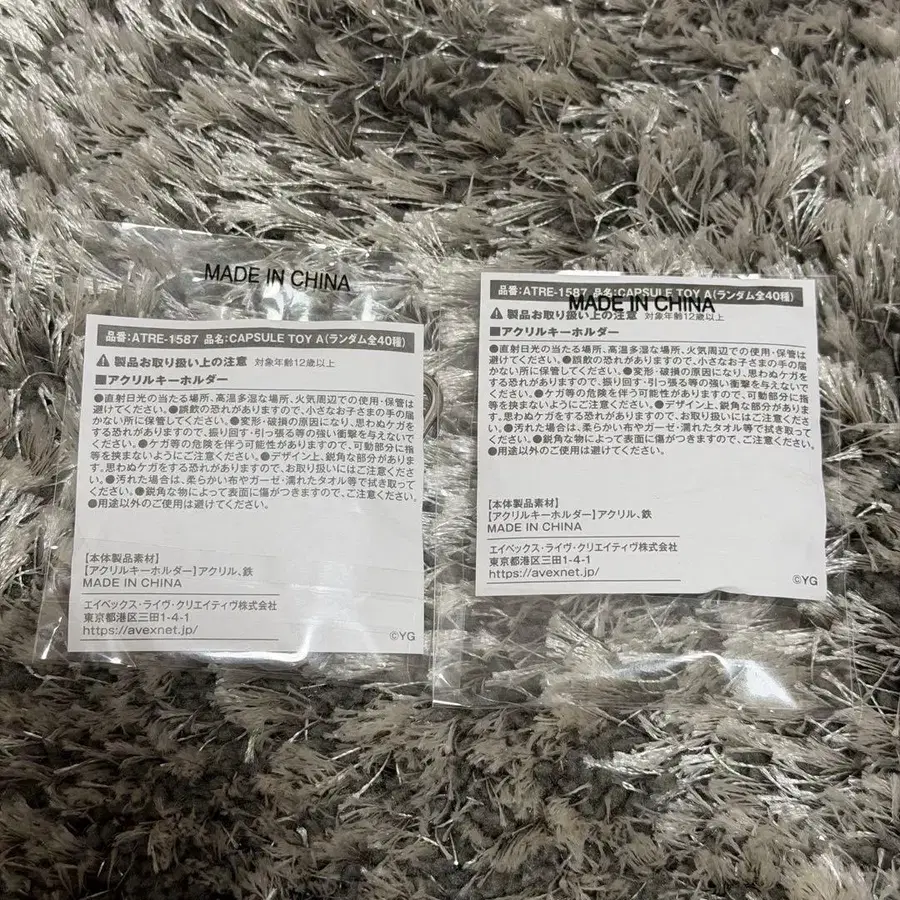 MADE IN CHINA
品番:ATRE-1587 品名:CAPSULE TOY A(ランダム全40種)
⚠ 製品お取り扱い上の注意 対象年齢12歳以上
■アクリルキーホルダー
●直射日光の当たる場所、高温多湿な場所、火気周辺での使用・保管は
避けてください。●誤飲の恐れがありますので、小さなお子さまの手の届
かない所に保管してください。●変形・破損の原因になり、思わぬケガを
する恐れがありますので、振り回す・引っ張る等の強い衝撃を与えないで
ください。●ケガ等の危険を伴う可能性がありますので、可動部分に指
等を挟まないようにご注意ください。●デザイン上、鋭角な部分がありま
す。思わぬケガをする恐れがありますので、お取り扱いにはご注意くださ
い。●汚れた場合は、柔らかい布やガーゼ・濡れたタオル等で拭き取って
ください。●鋭角な物によって表面に傷がつきますので、ご注意ください。
●用途以外のご使用は避けてください。
【本体製品素材】
【アクリルキーホルダー】アクリル、鉄
MADE IN CHINA
エイベックス・ライヴ・クリエイティヴ株式会社
東京都港区三田1-4-1
https://avexnet.jp/
©YG
品番:ATRE-1587 品名:CAPSULE TOY A(ランダム全40種)
MADE IN CHINA
⚠ 製品お取り扱い上の注意 対象年齢12歳以上
■アクリルキーホルダー
●直射日光の当たる場所、高温多湿な場所、火気周辺での使用・保管は
避けてください。●誤飲の恐れがありますので、小さなお子さまの手の届
かない所に保管してください。●変形・破損の原因になり、思わぬケガを
する恐れがありますので、振り回す・引っ張る等の強い衝撃を与えないで
ください。●ケガ等の危険を伴う可能性がありますので、可動部分に指
等を挟まないようにご注意ください。●デザイン上、鋭角な部分がありま
す。思わぬケガをする恐れがありますので、お取り扱いにはご注意くださ
い。●汚れた場合は、柔らかい布やガーゼ・濡れたタオル等で拭き取って
ください。●鋭角な物によって表面に傷がつきますので、ご注意ください。
●用途以外のご使用は避けてください。
【本体製品素材】
【アクリルキーホルダー】アクリル、鉄
MADE IN CHINA
エイベックス・ライヴ・クリエイティヴ株式会社
東京都港区三田1-4-1
https://avexnet.jp/
©YG